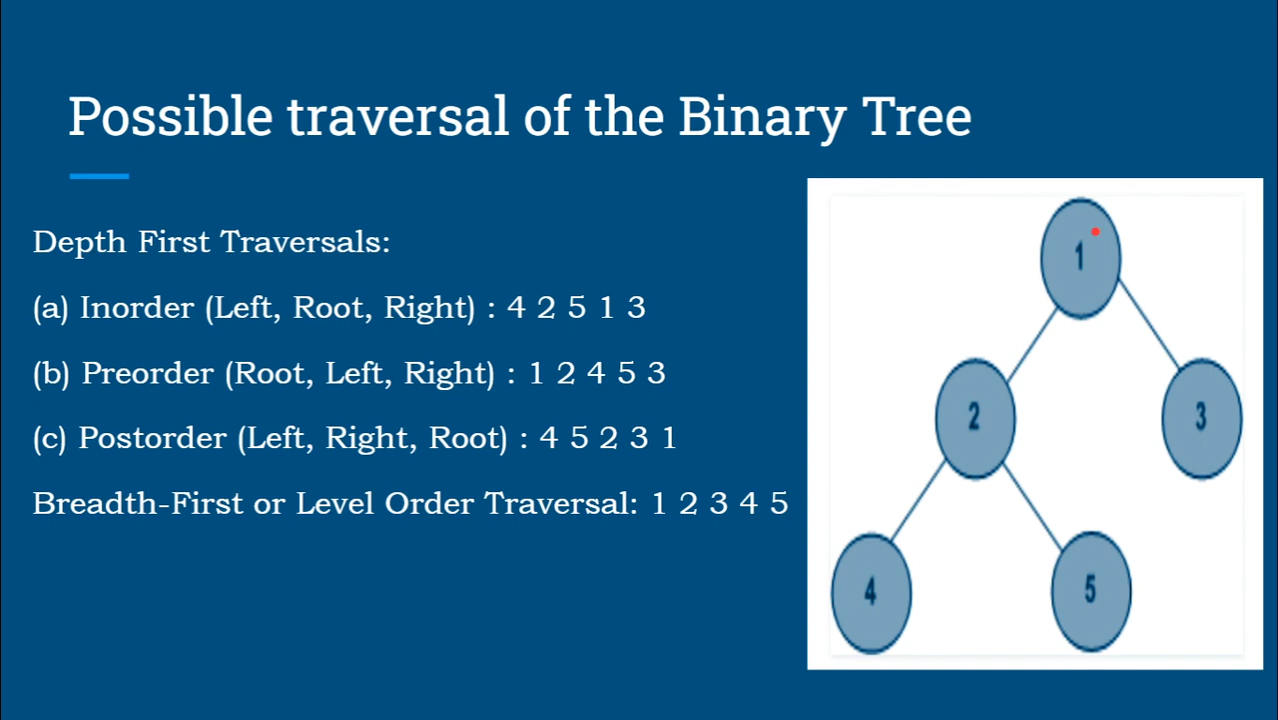 Possible traversal of the Binary Tree
Depth First Traversals:
(a) Inorder (Left, Root, Right) : 4 2 5 1 3
(b) Preorder (Root, Left, Right) : 1 2 4 5 3
(c) Postorder (Left, Right, Root) : 4 5 2 3 1
Breadth-First or Level Order Traversal: 1 2 3 4 5
1
2
3
4
5